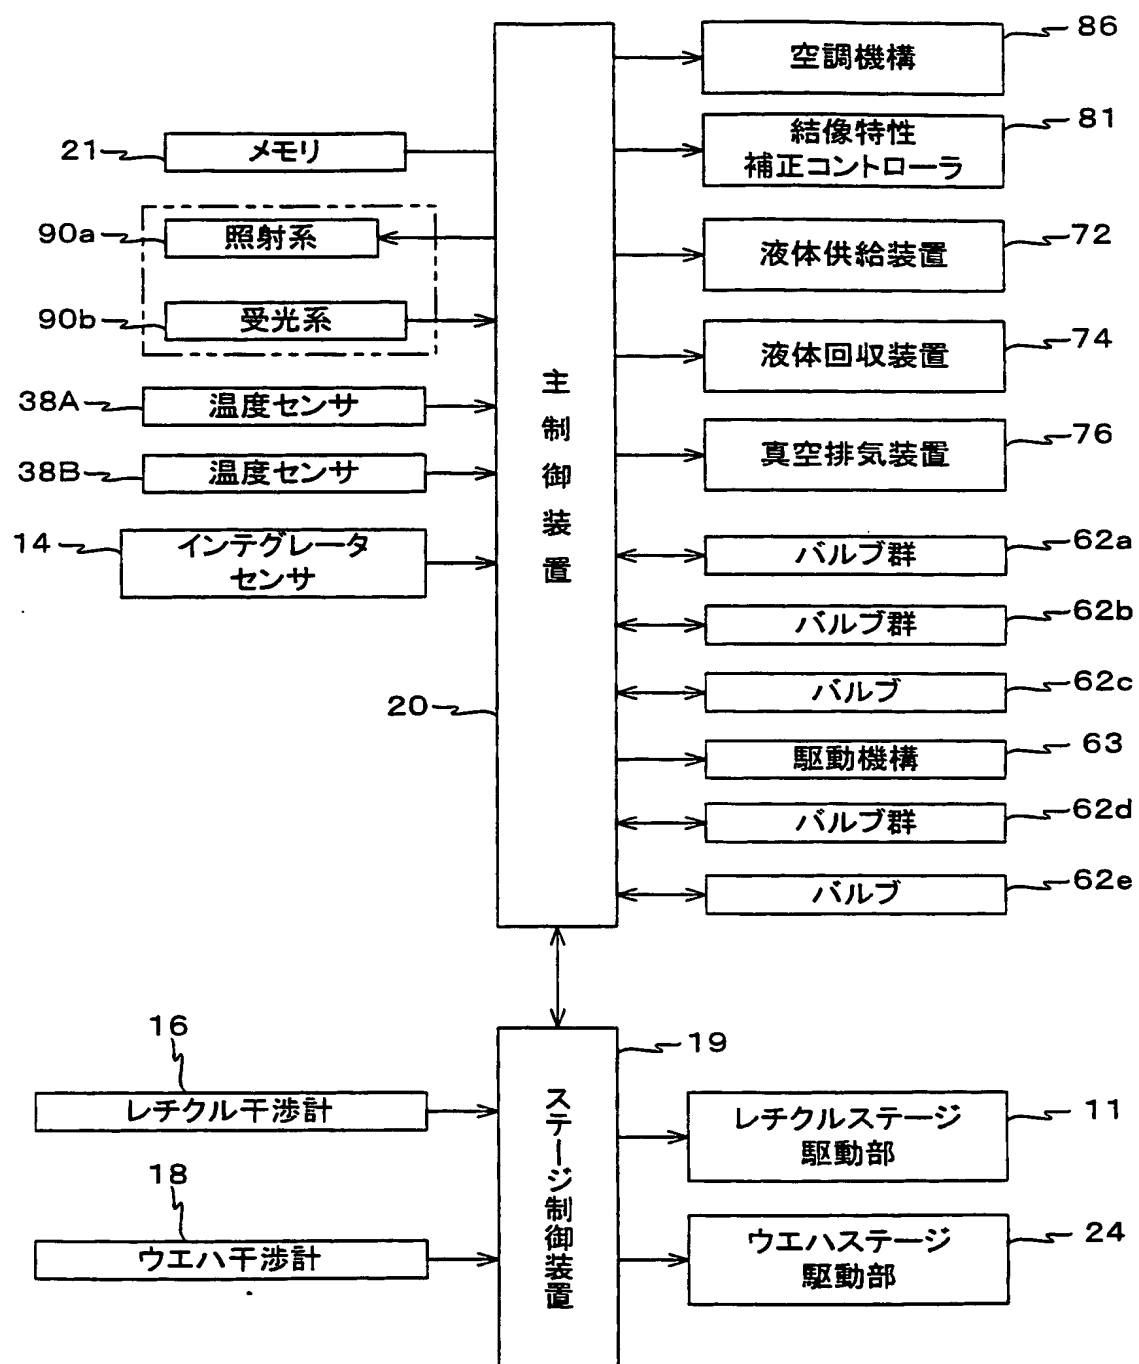 86
空調機構
81
結像特性
補正コントローラ
21
メモリ
90a
照射系
72
液体供給装置
90b
受光系
74
液体回収装置
38A
温度センサ
76
真空排気装置
38B
温度センサ
14
インテグレータ
センサ
主制御装置
20
62a
バルブ群
62b
バルブ群
62c
バルブ
63
駆動機構
62d
バルブ群
62e
バルブ
16
レチクル干渉計
19
ステージ制御装置
11
レチクルステージ
駆動部
18
ウエハ干渉計
24
ウエハステージ
駆動部